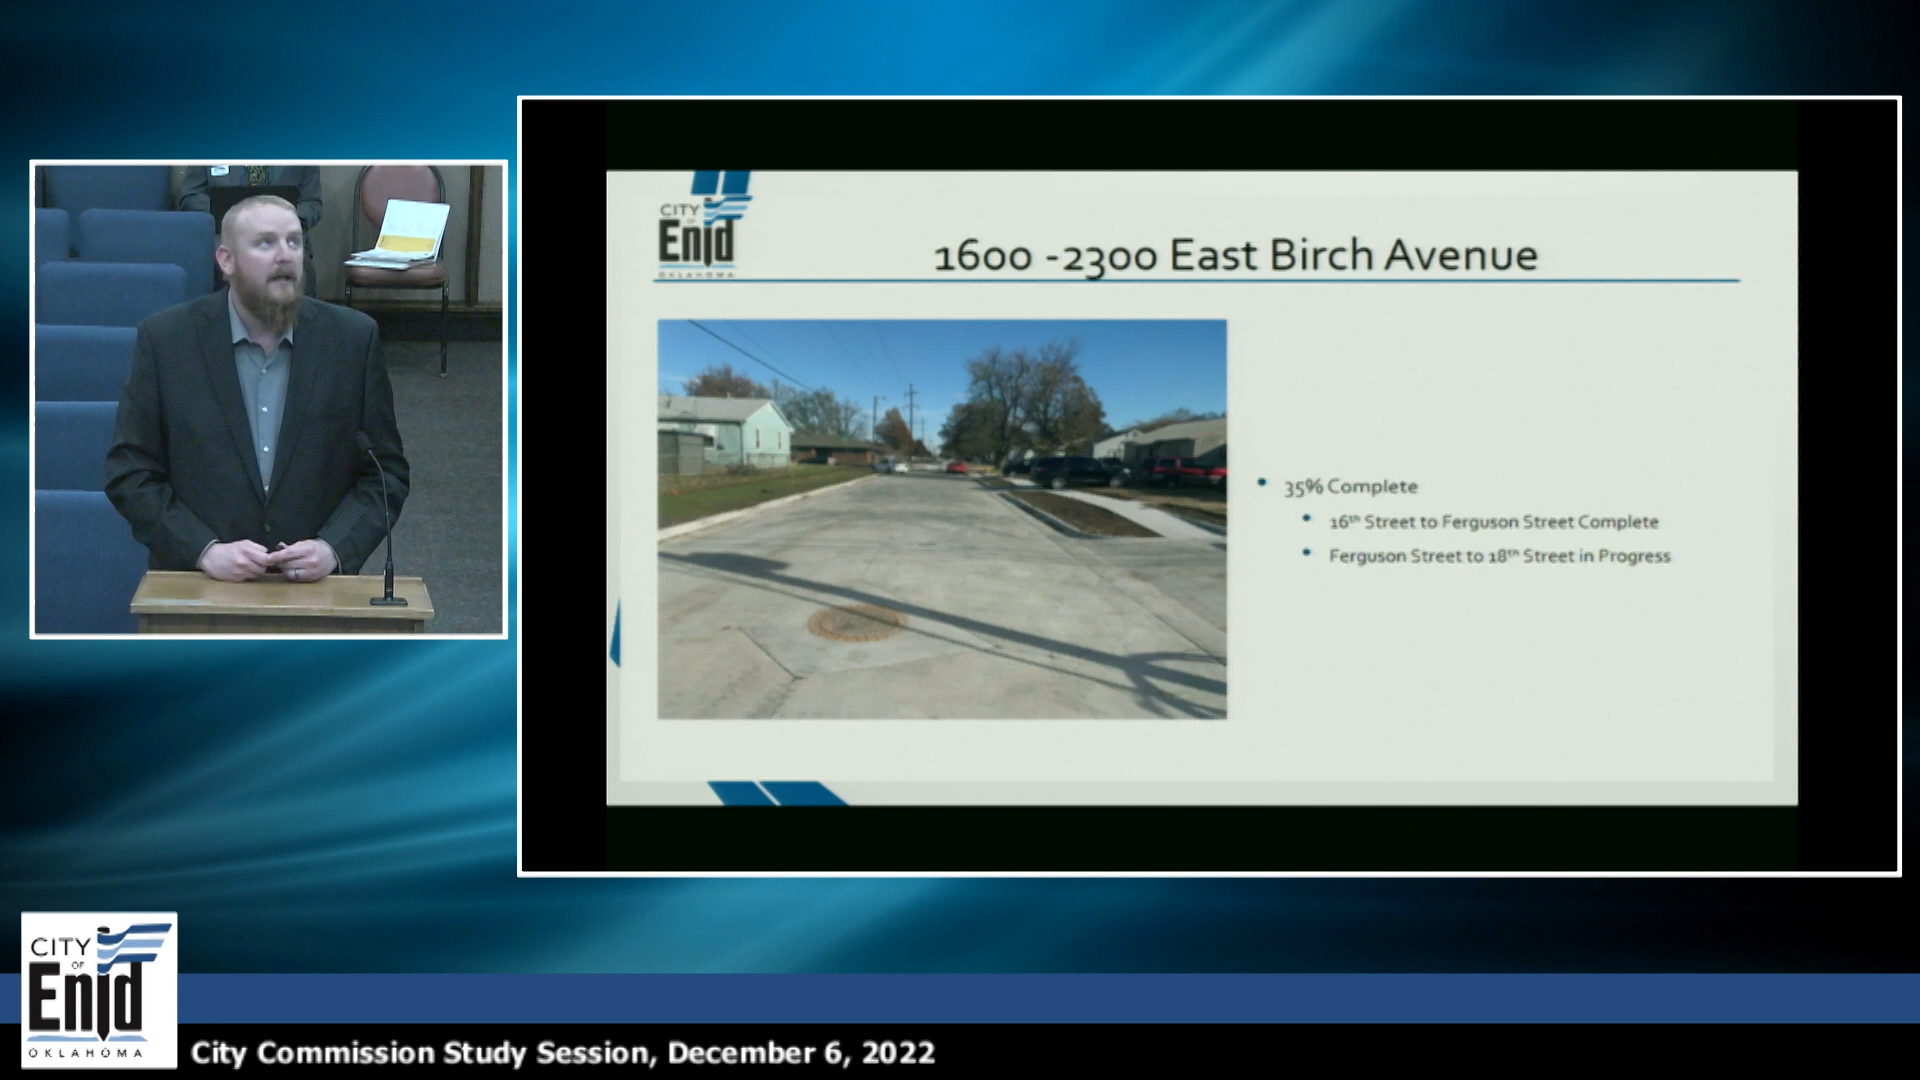 CITY
OF
Enid
OKLAHOMA
1600 -2300 East Birch Avenue
• 35% Complete
• 16th Street to Ferguson Street Complete
• Ferguson Street to 18th Street in Progress
CITY
OF
Enid
OKLAHOMA
City Commission Study Session, December 6, 2022